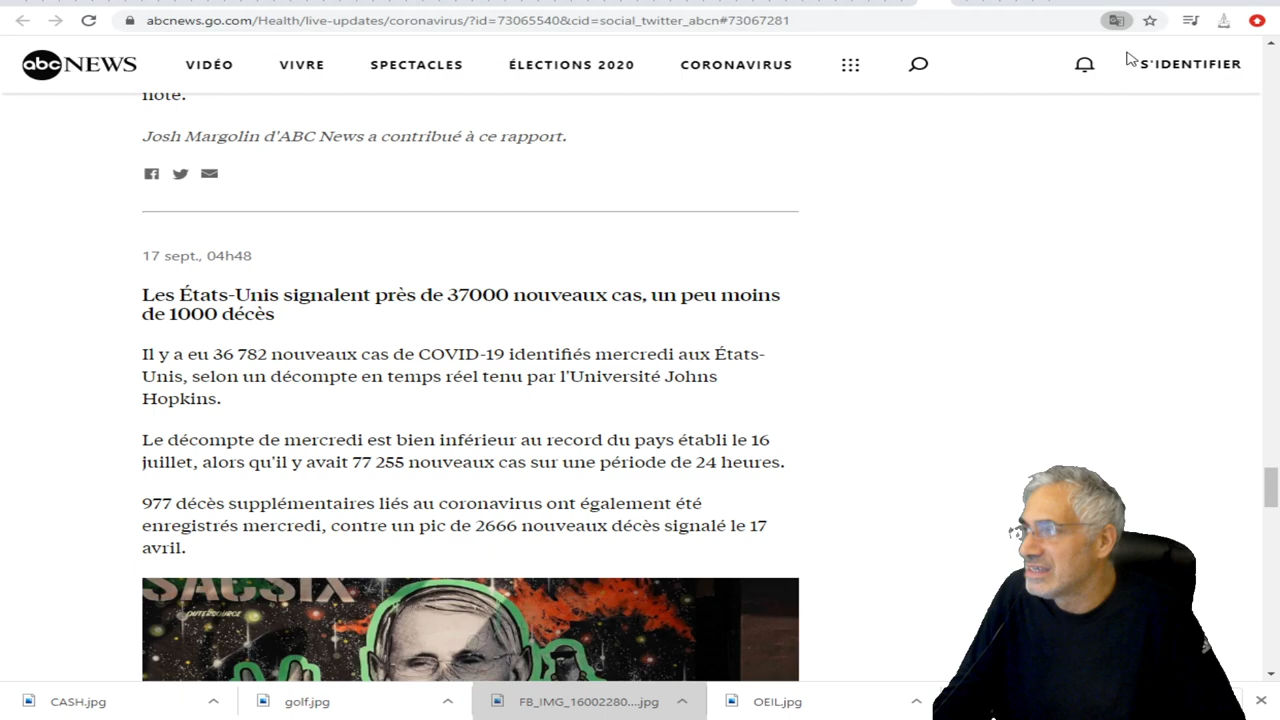 abcnews.go.com/Health/live-updates/coronavirus/?id=73065540&cid=social_twitter_abcn#73067281
abc NEWS VIDÉO VIVRE SPECTACLES ÉLECTIONS 2020 CORONAVIRUS S'IDENTIFIER
note.
Josh Margolin d'ABC News a contribué à ce rapport.
17 sept., 04h48
Les États-Unis signalent près de 37000 nouveaux cas, un peu moins
de 1000 décès
Il y a eu 36 782 nouveaux cas de COVID-19 identifiés mercredi aux États-
Unis, selon un décompte en temps réel tenu par l'Université Johns
Hopkins.
Le décompte de mercredi est bien inférieur au record du pays établi le 16
juillet, alors qu'il y avait 77 255 nouveaux cas sur une période de 24 heures.
977 décès supplémentaires liés au coronavirus ont également été
enregistrés mercredi, contre un pic de 2666 nouveaux décès signalé le 17
avril.
SACSIX
OUTERSOURCE
CASH.jpg golf.jpg FB_IMG_16002280....jpg OEIL.jpg